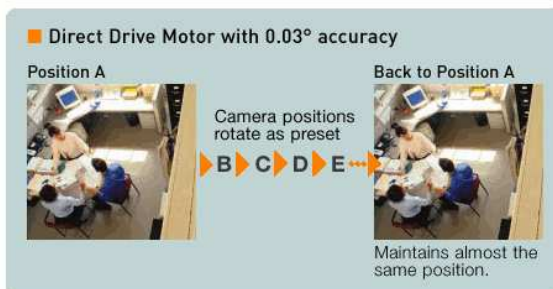 Direct Drive Motor with 0.03° accuracy
Position A
Camera positions
rotate as preset
B C D E
Back to Position A
Maintains almost the
same position.